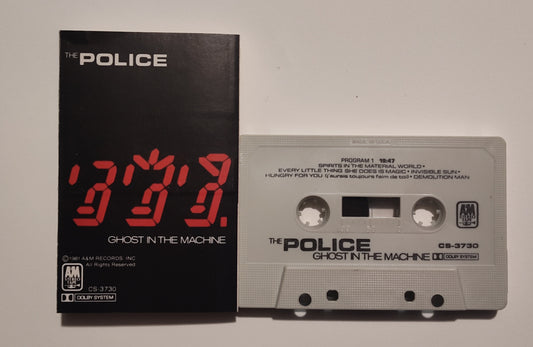 THE POLICE
GHOST IN THE MACHINE
Ⓒ 1981 A&M RECORDS, INC
All Rights Reserved
A&M
DOLBY SYSTEM
CS-3730
PROGRAM 1 19:47
SPIRITS IN THE MATERIAL WORLD •
EVERY LITTLE THING SHE DOES IS MAGIC • INVISIBLE SUN •
HUNGRY FOR YOU (j'aurais toujours faim de toi) • DEMOLITION MAN
A&M
THE POLICE CS-3730
GHOST IN THE MACHINE DOLBY SYSTEM